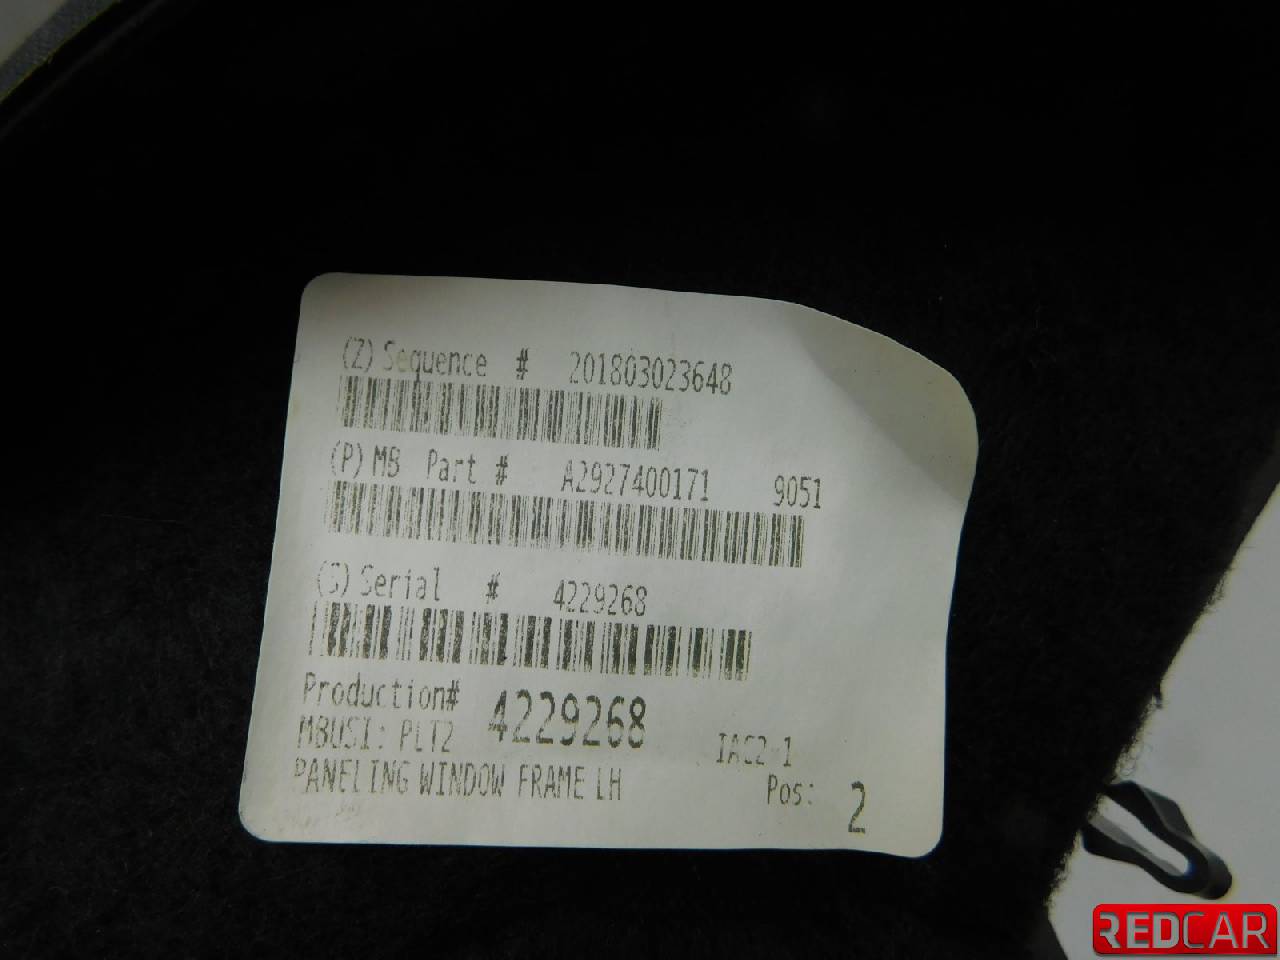 (Z) Sequence # 201803023648
(P) MB Part # A2927400171 9051
(S) Serial # 4229268
Production# 4229268
MBUSI: PLT2 IAC2-1
PANELING WINDOW FRAME LH Pos: 2
REDCAR